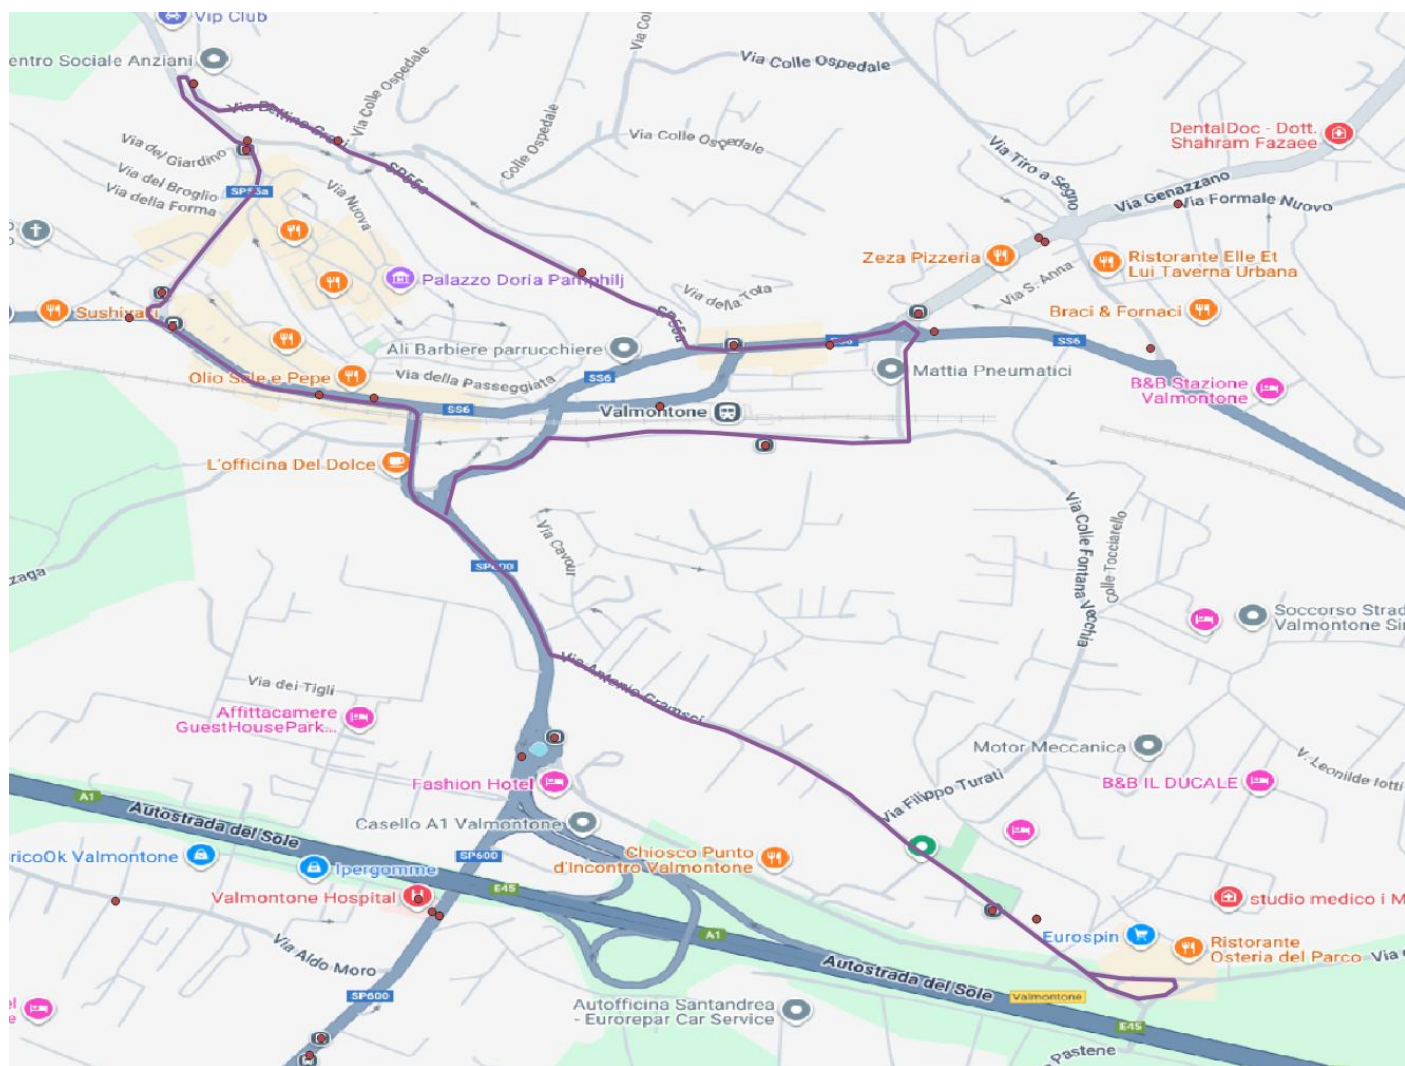 Vip Club
entro Sociale Anziani
Via Colle Ospedale
Via Colle Ospedale
Via Bettino Craxi
Via Colle Ospedale
Colle Ospedale
DentalDoc - Dott.
Shahram Fazaee
Via del Giardino
Via Tiro a Segno
SP55a
SP55a
Via del Broglio
Via della Forma
Via Nuova
Via Genazzano
Via Formale Nuovo
Zeza Pizzeria
Ristorante Elle Et
Lui Taverna Urbana
Via S. Anna
Palazzo Doria Pamphilj
Via della Tota
Sushi
SP55a
Braci & Fornaci
Ali Barbiere parrucchiere
SS6
SS6
Olio Sale e Pepe
Via della Passeggiata
SS6
Mattia Pneumatici
B&B Stazione
Valmontone
SS6
Valmontone
L'officina Del Dolce
Via Cavour
Via Colle Fontana Vecchia
Colle Tocciarello
zaga
SP600
Soccorso Strad
Valmontone Si
Via dei Tigli
Via Antonio Gramsci
Affittacamere
GuestHousePark...
Motor Meccanica
V. Leonilde Iotti
Fashion Hotel
B&B IL DUCALE
A1
Autostrada del Sole
Via Filippo Turati
Casello A1 Valmontone
ricoOk Valmontone
Ipergomme
SP600
Chiosco Punto
d'Incontro Valmontone
E45
Valmontone Hospital
studio medico i M
A1
Eurospin
Via Aldo Moro
Ristorante
Osteria del Parco
Via
Autostrada del Sole
SP600
Valmontone
Autofficina Santandrea
- Eurorepar Car Service
E45
Pastene